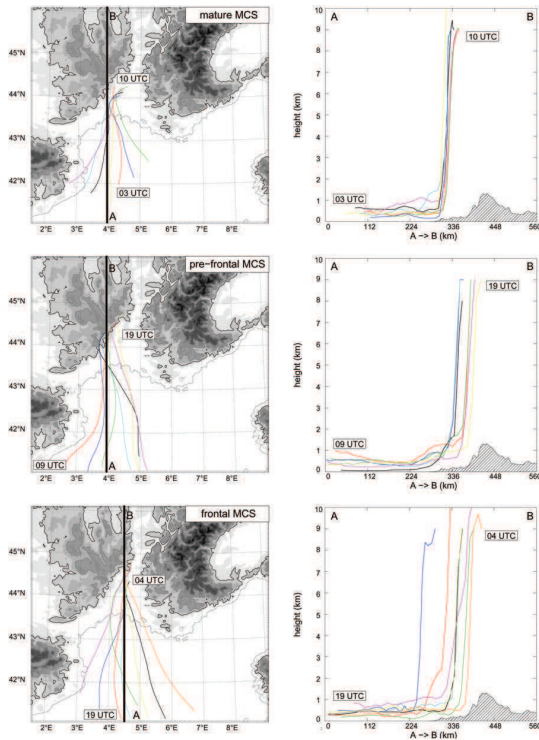 mature MCS
B
45°N
10 UTC
44°N
43°N
42°N
03 UTC
A
2°E 3°E 4°E 5°E 6°E 7°E 8°E
A B
10
9
8
7
6
5
4
3
2
1
0
height (km)
10 UTC
03 UTC
0 112 224 336 448 560
A -> B (km)
pre-frontal MCS
B
45°N
19 UTC
44°N
43°N
42°N
09 UTC
A
2°E 3°E 4°E 5°E 6°E 7°E 8°E
A B
10
9
8
7
6
5
4
3
2
1
0
height (km)
19 UTC
09 UTC
0 112 224 336 448 560
A -> B (km)
frontal MCS
B
45°N
04 UTC
44°N
43°N
42°N
19 UTC
A
2°E 3°E 4°E 5°E 6°E 7°E 8°E
A B
10
9
8
7
6
5
4
3
2
1
0
height (km)
04 UTC
19 UTC
0 112 224 336 448 560
A -> B (km)